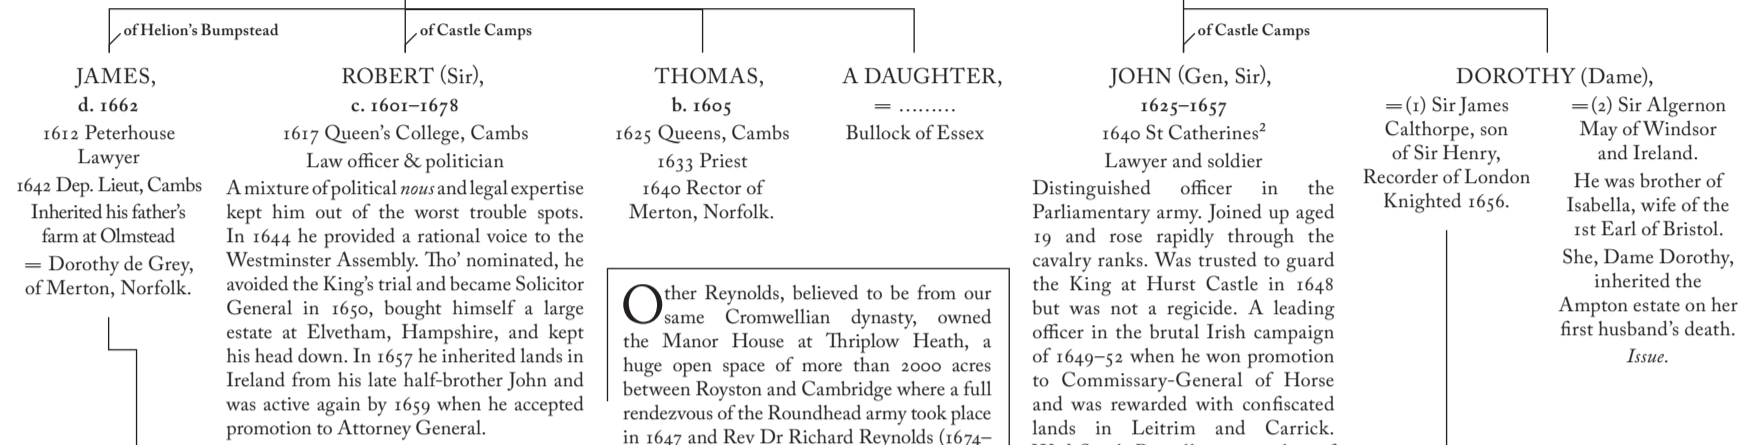 of Helion's Bumpstead
JAMES,
d. 1662
1612 Peterhouse
Lawyer
1642 Dep. Lieut, Cambs
Inherited his father's
farm at Olmstead
= Dorothy de Grey,
of Merton, Norfolk.
of Castle Camps
ROBERT (Sir),
c. 1601–1678
1617 Queen's College, Cambs
Law officer & politician
A mixture of political nous and legal expertise
kept him out of the worst trouble spots.
In 1644 he provided a rational voice to the
Westminster Assembly. Tho' nominated, he
avoided the King's trial and became Solicitor
General in 1650, bought himself a large
estate at Elvetham, Hampshire, and kept
his head down. In 1657 he inherited lands in
Ireland from his late half-brother John and
was active again by 1659 when he accepted
promotion to Attorney General.
THOMAS,
b. 1605
1625 Queens, Cambs
1633 Priest
1640 Rector of
Merton, Norfolk.
A DAUGHTER,
= .........
Bullock of Essex
Other Reynolds, believed to be from our
same Cromwellian dynasty, owned
the Manor House at Thriplow Heath, a
huge open space of more than 2000 acres
between Royston and Cambridge where a full
rendezvous of the Roundhead army took place
in 1647 and Rev Dr Richard Reynolds (1674–
of Castle Camps
JOHN (Gen, Sir),
1625–1657
1640 St Catherines²
Lawyer and soldier
Distinguished officer in the
Parliamentary army. Joined up aged
19 and rose rapidly through the
cavalry ranks. Was trusted to guard
the King at Hurst Castle in 1648
but was not a regicide. A leading
officer in the brutal Irish campaign
of 1649–52 when he won promotion
to Commissary-General of Horse
and was rewarded with confiscated
lands in Leitrim and Carrick.
DOROTHY (Dame),
=(1) Sir James
Calthorpe, son
of Sir Henry,
Recorder of London
Knighted 1656.
=(2) Sir Algernon
May of Windsor
and Ireland.
He was brother of
Isabella, wife of the
1st Earl of Bristol.
She, Dame Dorothy,
inherited the
Ampton estate on her
first husband's death.
Issue.